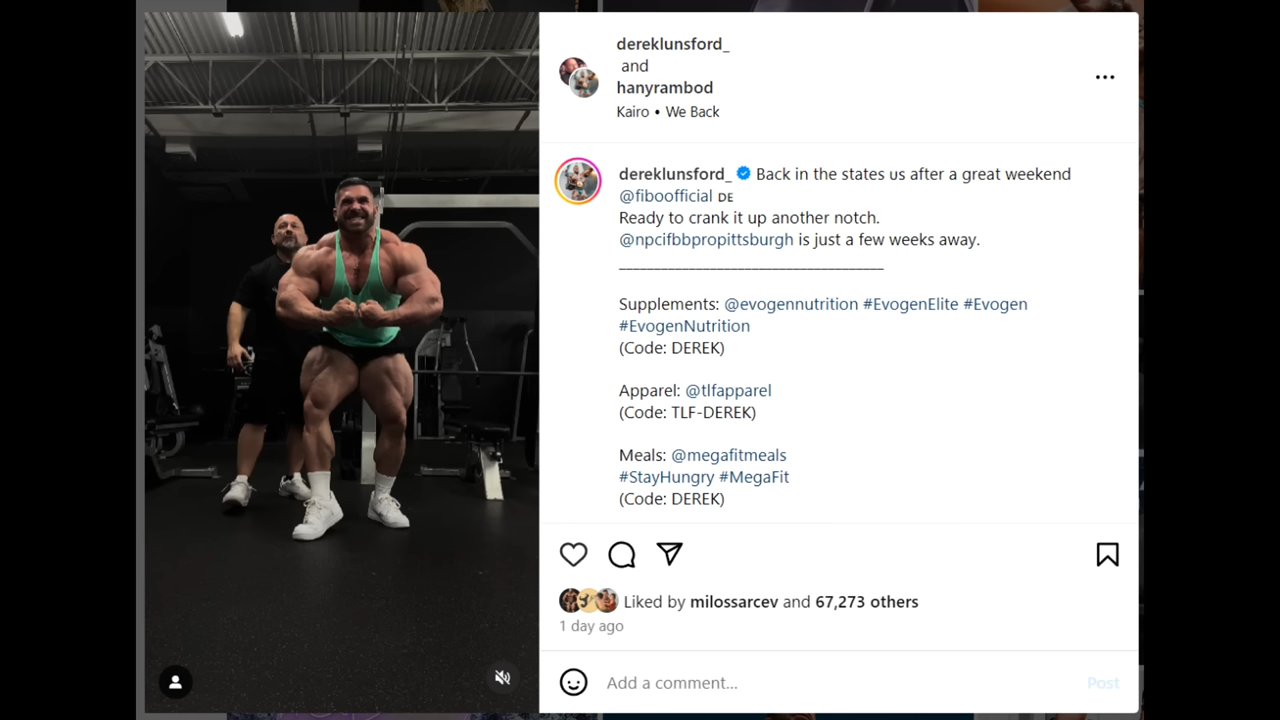 dereklunsford_
and
hanyrambod
Kairo • We Back
dereklunsford_ Back in the states us after a great weekend
@fiboofficial DE
Ready to crank it up another notch.
@npcifbbpropittsburgh is just a few weeks away.
______________________________________
Supplements: @evogennutrition #EvogenElite #Evogen
#EvogenNutrition
(Code: DEREK)
Apparel: @tlfapparel
(Code: TLF-DEREK)
Meals: @megafitmeals
#StayHungry #MegaFit
(Code: DEREK)
Liked by milossarcev and 67,273 others
1 day ago
Add a comment...
Post